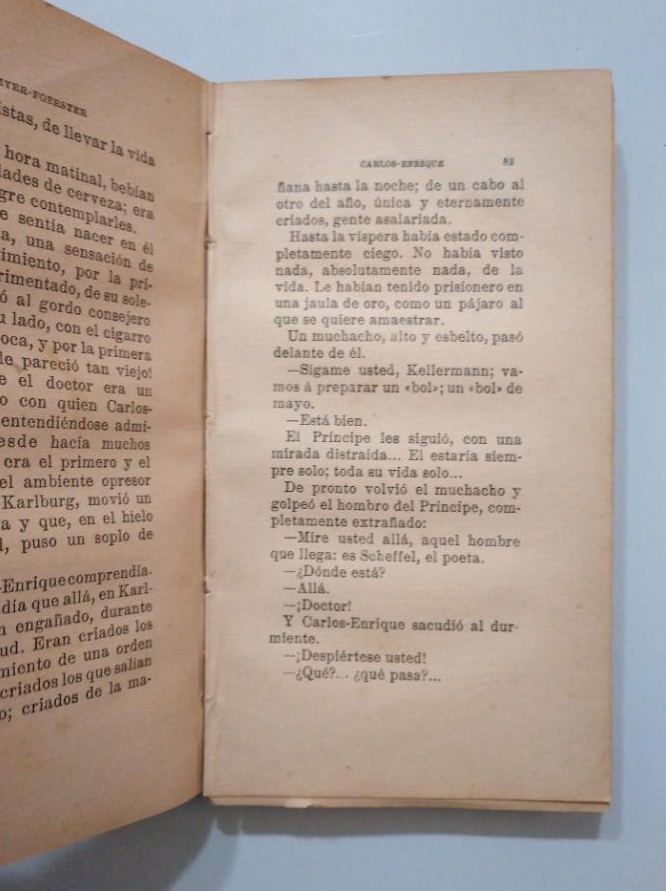 YER-FOERSTER
istas, de llevar la vida
hora matinal, bebían
dades de cerveza; era
gre contemplarles.
e sentia nacer en él
a, una sensación de
imiento, por la pri-
rimentado, de su sole-
ó al gordo consejero
u lado, con el cigarro
oca, y por la primera
le pareció tan viejo!
e el doctor era un
o con quien Carlos-
entendiéndose admi-
esde hacía muchos
era el primero y el
el ambiente opresor
Karlburg, movió un
a y que, en el hielo
l, puso un soplo de
-Enrique comprendía.
día que allá, en Karl-
n engañado, durante
ud. Eran criados los
miento de una orden
criados los que salían
o; criados de la ma-
CARLOS-ENRIQUE 83
ñana hasta la noche; de un cabo al
otro del año, única y eternamente
criados, gente asalariada.
Hasta la víspera había estado com-
pletamente ciego. No había visto
nada, absolutamente nada, de la
vida. Le habían tenido prisionero en
una jaula de oro, como un pájaro al
que se quiere amaestrar.
Un muchacho, alto y esbelto, pasó
delante de él.
—Sígame usted, Kellermann; va-
mos á preparar un «bol»; un «bol» de
mayo.
—Está bien.
El Príncipe les siguió, con una
mirada distraída... El estaría siem-
pre solo; toda su vida solo...
De pronto volvió el muchacho y
golpeó el hombro del Príncipe, com-
pletamente extrañado:
—Mire usted allá, aquel hombre
que llega: es Scheffel, el poeta.
—¿Dónde está?
—Allá.
—¡Doctor!
Y Carlos-Enrique sacudió al dur-
miente.
—¡Despiértese usted!
—¿Qué?... ¿qué pasa?...